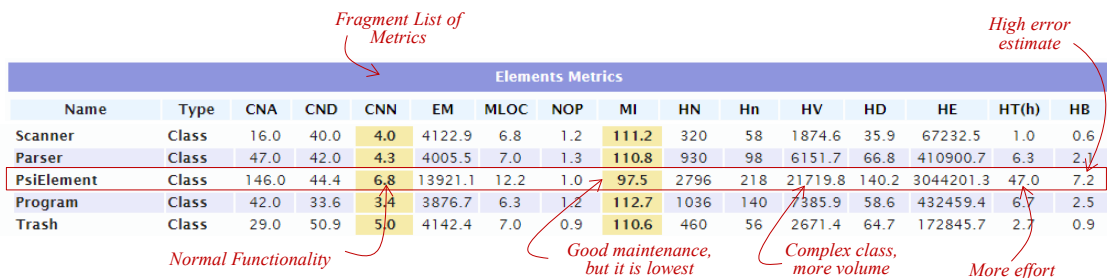 Fragment List of
Metrics
High error
estimate
Elements Metrics
Name Type CNA CND CNN EM MLOC NOP MI HN Hn HV HD HE HT(h) HB
Scanner Class 16.0 40.0 4.0 4122.9 6.8 1.2 111.2 320 58 1874.6 35.9 67232.5 1.0 0.6
Parser Class 47.0 42.0 4.3 4005.5 7.0 1.3 110.8 930 98 6151.7 66.8 410900.7 6.3 2.1
PsiElement Class 146.0 44.4 6.8 13921.1 12.2 1.0 97.5 2796 218 21719.8 140.2 3044201.3 47.0 7.2
Program Class 42.0 33.6 3.4 3876.7 6.3 1.2 112.7 1036 140 7385.9 58.6 432459.4 6.7 2.5
Trash Class 29.0 50.9 5.0 4142.4 7.0 0.9 110.6 460 56 2671.4 64.7 172845.7 2.7 0.9
Normal Functionality
Good maintenance,
but it is lowest
Complex class,
more volume
More effort